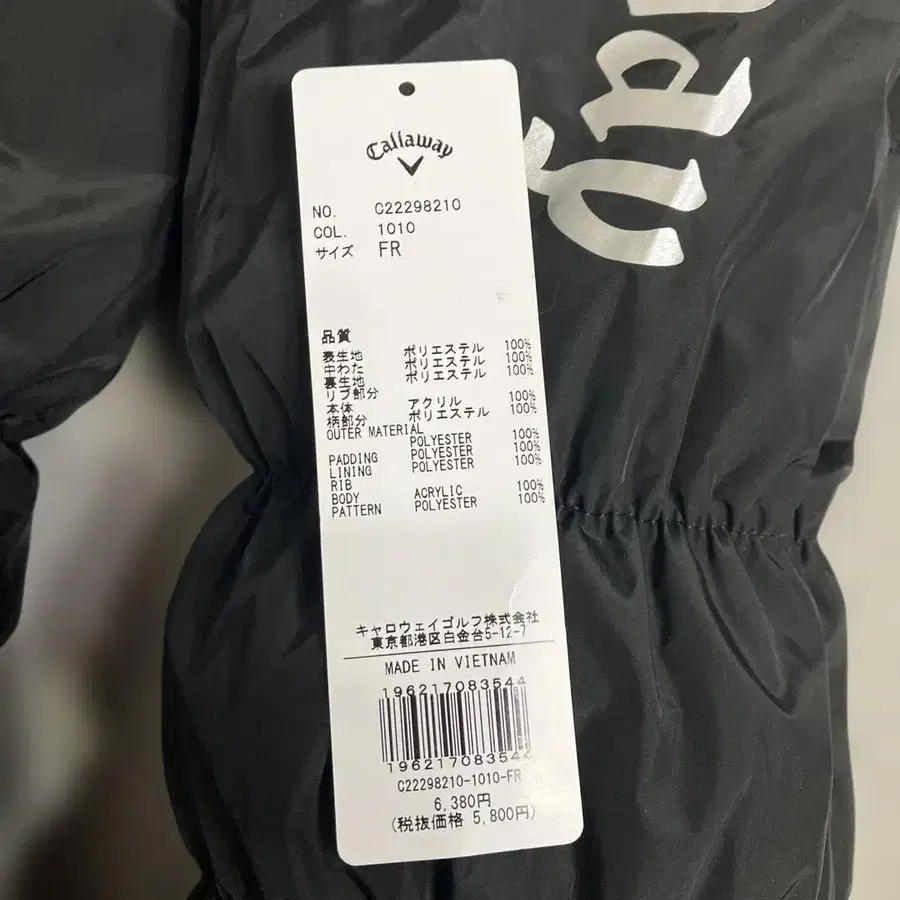 Callaway
NO. C22298210
COL. 1010
サイズ FR
品質
表生地 ポリエステル 100%
中わた ポリエステル 100%
裏生地 ポリエステル 100%
リブ部分
本体 アクリル 100%
柄部分 ポリエステル 100%
OUTER MATERIAL
POLYESTER 100%
PADDING POLYESTER 100%
LINING POLYESTER 100%
RIB
BODY ACRYLIC 100%
PATTERN POLYESTER 100%
キャロウェイゴルフ株式会社
東京都港区白金台5-12-7
MADE IN VIETNAM
196217083544
196217083544
C22298210-1010-FR
6,380円
(税抜価格 5,800円)
way